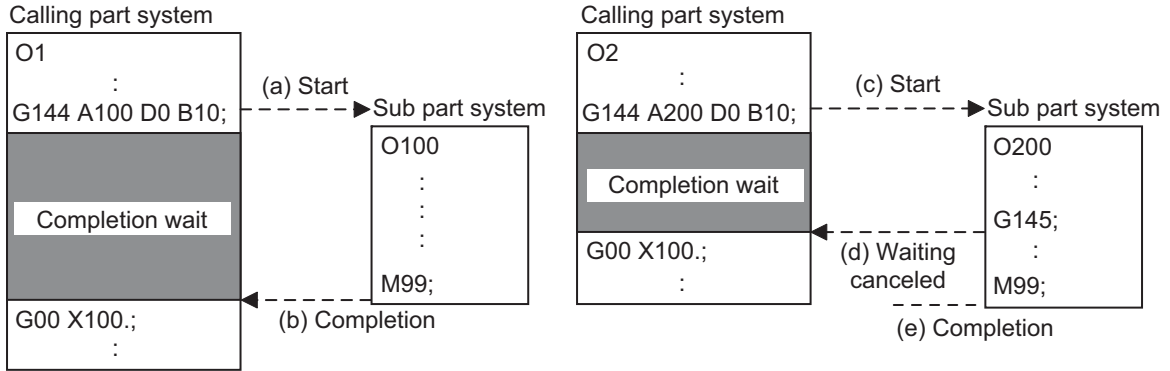 Calling part system
O1
:
G144 A100 D0 B10;
Completion wait
G00 X100.;
:
(a) Start
Sub part system
O100
:
:
:
:
M99;
(b) Completion
Calling part system
O2
:
G144 A200 D0 B10;
Completion wait
G00 X100.;
:
(c) Start
Sub part system
O200
:
G145;
:
M99;
(d) Waiting
canceled
(e) Completion